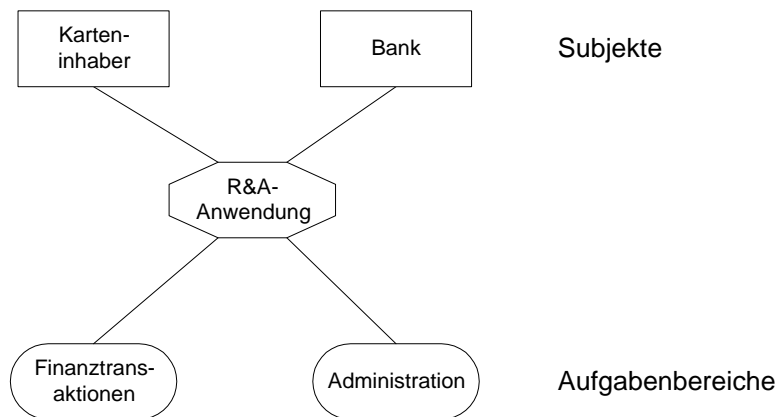 Karten-
inhaber
Bank
Subjekte
R&A-
Anwendung
Finanztrans-
aktionen
Administration
Aufgabenbereiche